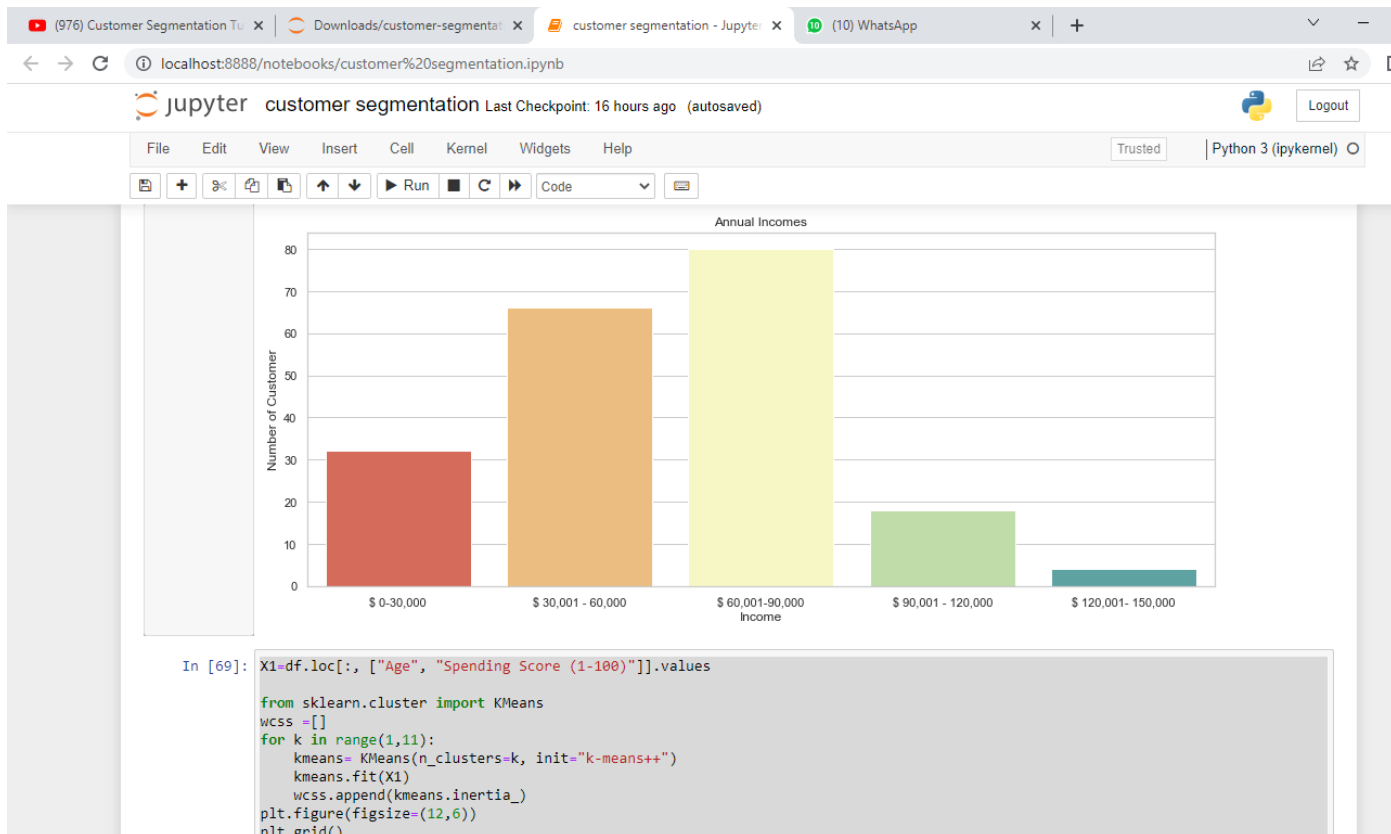 (976) Customer Segmentation Tu
Downloads/customer-segmentat
customer segmentation - Jupyter
10 (10) WhatsApp
localhost:8888/notebooks/customer%20segmentation.ipynb
jupyter customer segmentation Last Checkpoint: 16 hours ago (autosaved)
Logout
File Edit View Insert Cell Kernel Widgets Help
Trusted Python 3 (ipykernel)
Run Code
Annual Incomes
80
70
60
50
40
30
20
10
0
Number of Customer
$ 0-30,000 $ 30,001 - 60,000 $ 60,001-90,000 $ 90,001 - 120,000 $ 120,001- 150,000
Income
In [69]: X1=df.loc[:, ["Age", "Spending Score (1-100)"]].values
from sklearn.cluster import KMeans
wcss =[]
for k in range(1,11):
    kmeans= KMeans(n_clusters=k, init="k-means++")
    kmeans.fit(X1)
    wcss.append(kmeans.inertia_)
plt.figure(figsize=(12,6))
plt.grid()